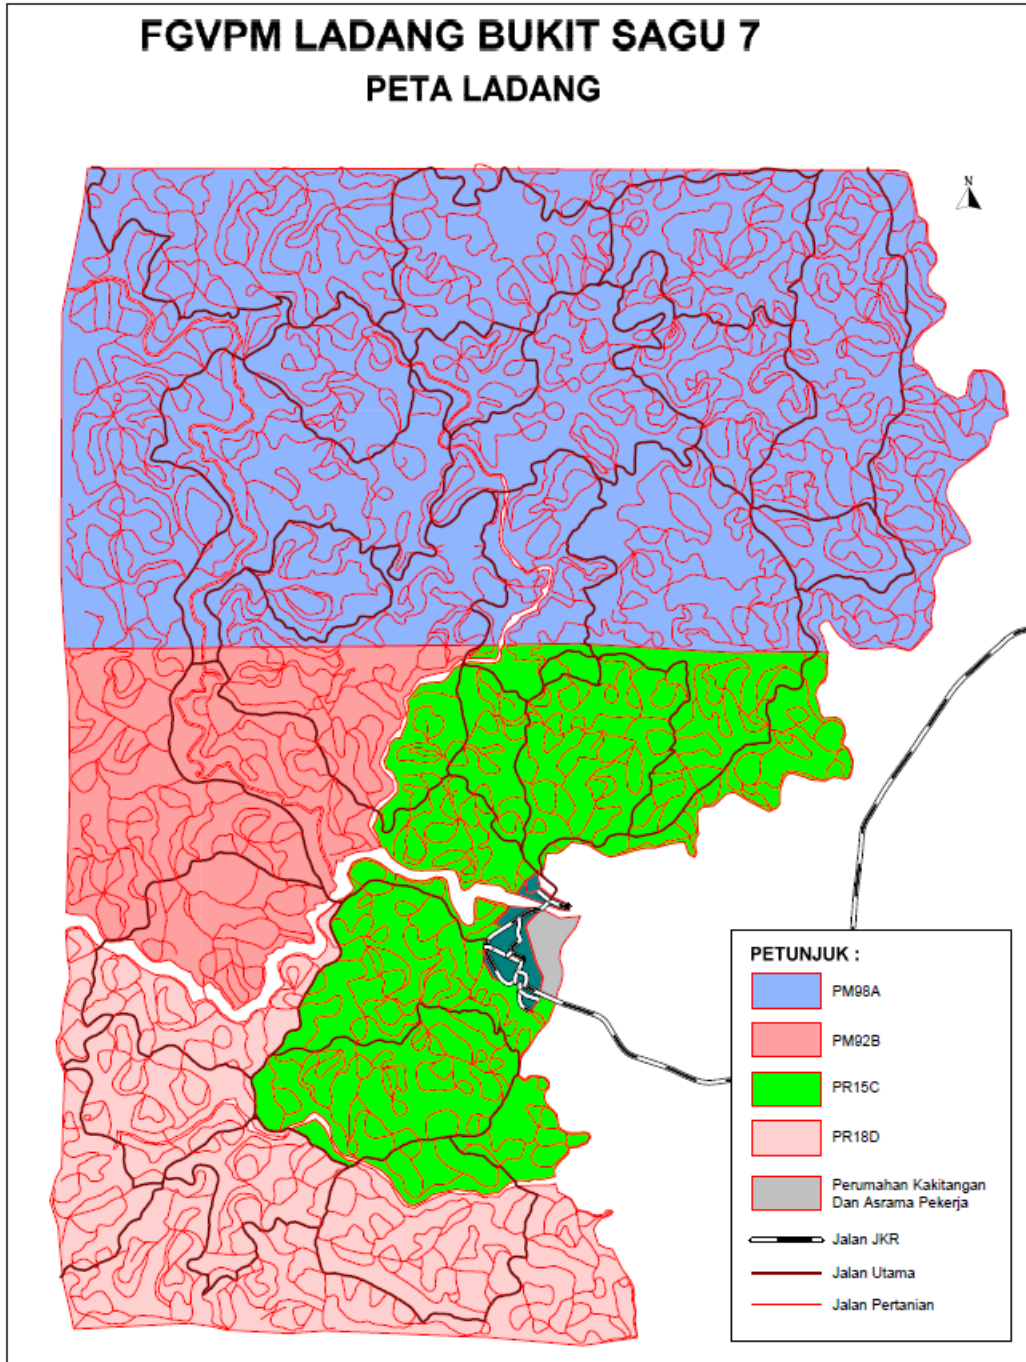 FGVPM LADANG BUKIT SAGU 7
PETA LADANG
N
PETUNJUK :
PM98A
PM92B
PR15C
PR18D
Perumahan Kakitangan
Dan Asrama Pekerja
Jalan JKR
Jalan Utama
Jalan Pertanian